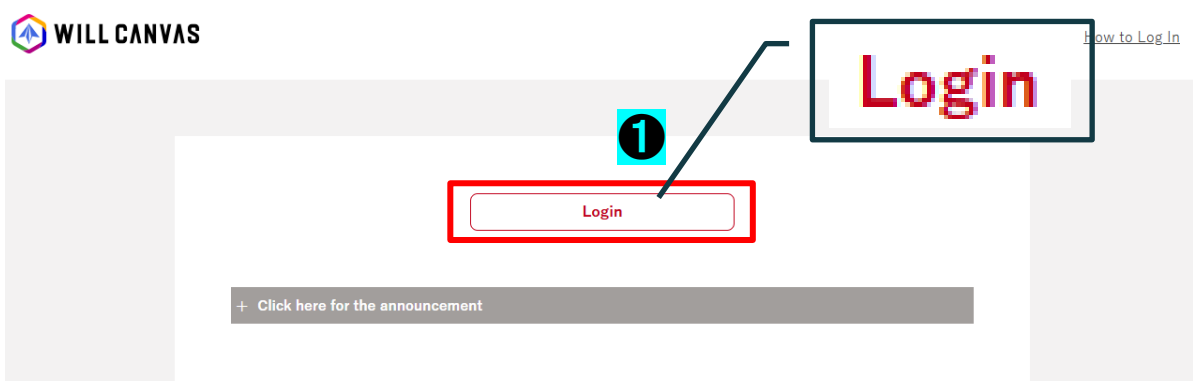 WILL CANVAS
How to Log In
Login
❶
Login
+ Click here for the announcement